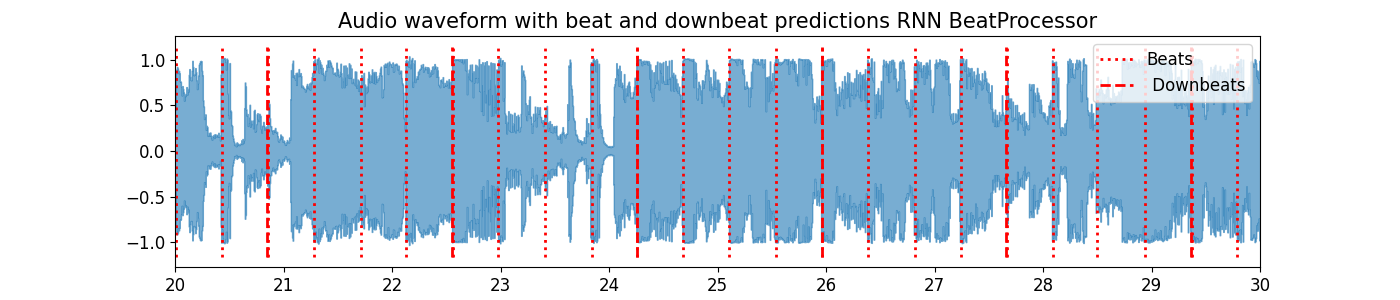 Audio waveform with beat and downbeat predictions RNN BeatProcessor
1.0
0.5
0.0
−0.5
−1.0
Beats
Downbeats
20 21 22 23 24 25 26 27 28 29 30